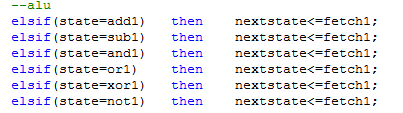 --alu
elsif(state=add1)   then    nextstate<=fetch1;
elsif(state=sub1)   then    nextstate<=fetch1;
elsif(state=and1)   then    nextstate<=fetch1;
elsif(state=or1)    then    nextstate<=fetch1;
elsif(state=xor1)   then    nextstate<=fetch1;
elsif(state=not1)   then    nextstate<=fetch1;